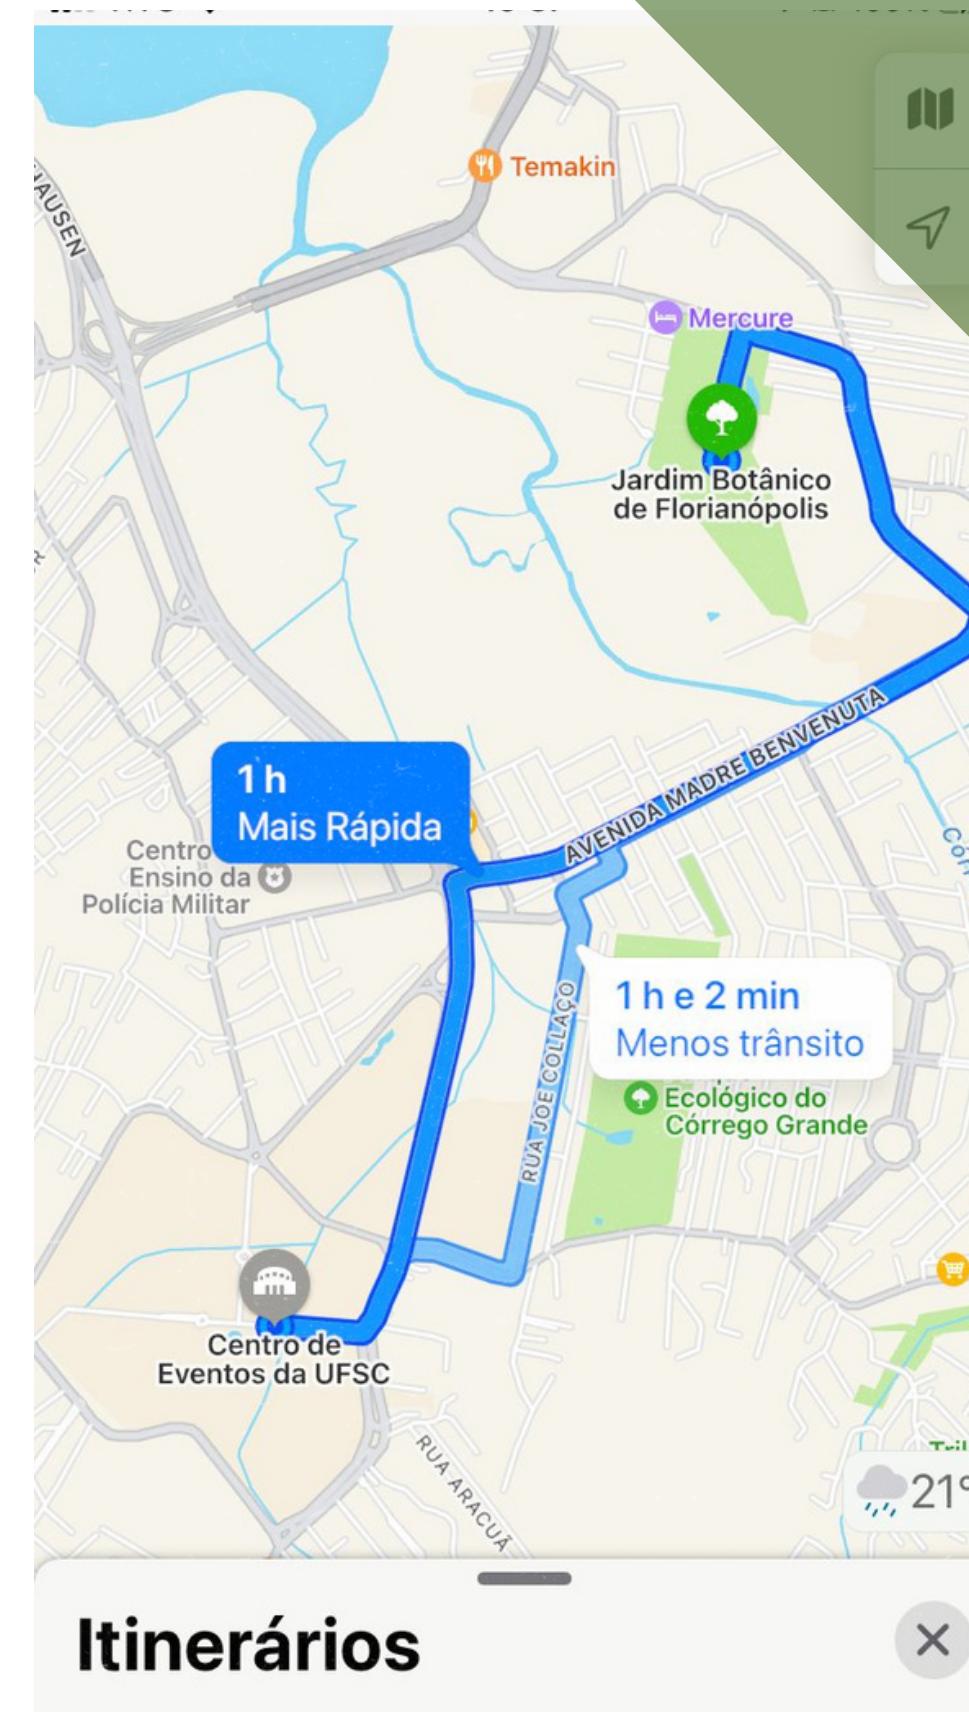 Temakin
Mercure
Jardim Botânico
de Florianópolis
AVENIDA MADRE BENVENUTA
1 h
Mais Rápida
Centro
Ensino da
Polícia Militar
1 h e 2 min
Menos trânsito
RUA JOE COLLAÇO
Ecológico do
Córrego Grande
Centro de
Eventos da UFSC
RUA ARACUÃ
21°
Itinerários